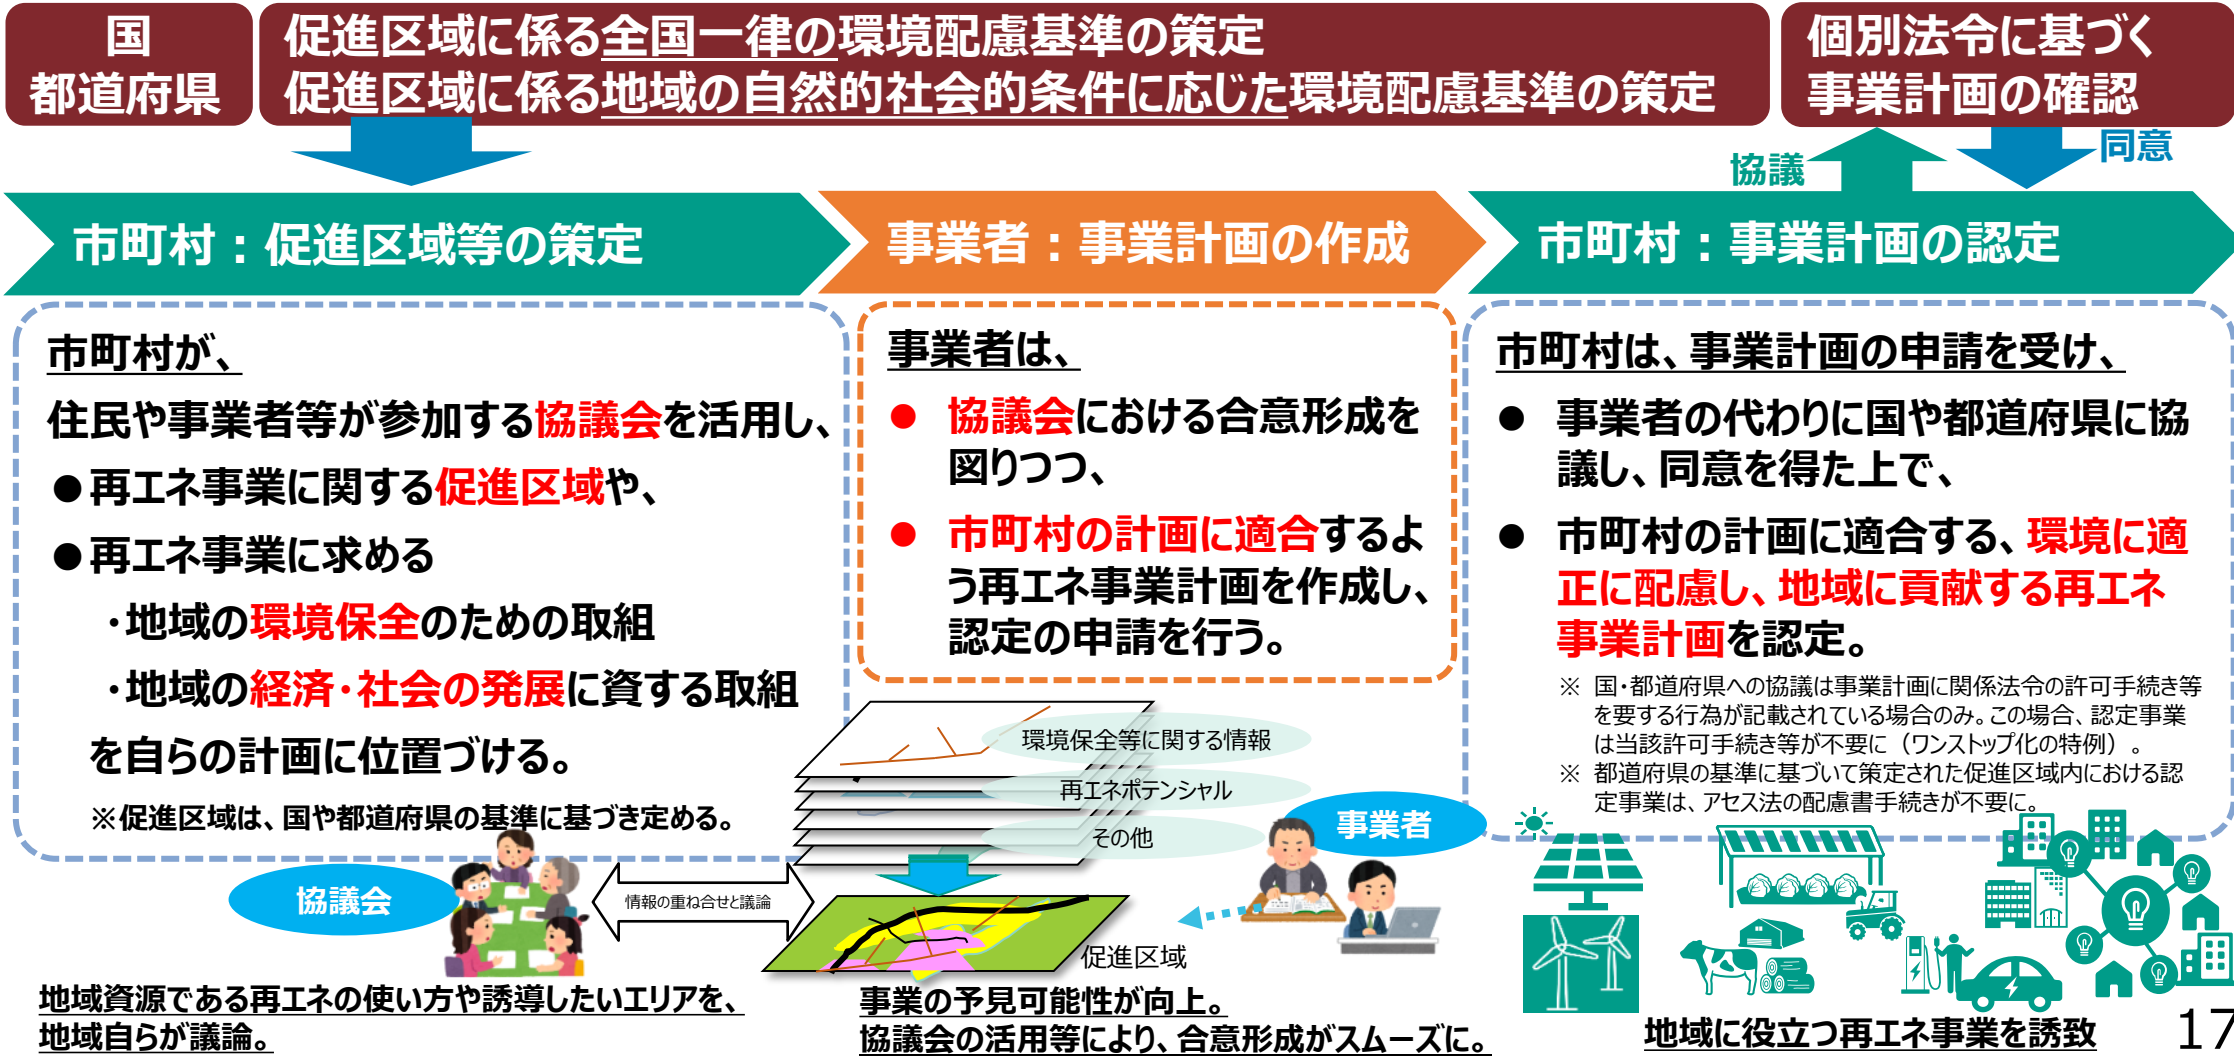 国
都道府県
促進区域に係る全国一律の環境配慮基準の策定
促進区域に係る地域の自然的社会的条件に応じた環境配慮基準の策定
個別法令に基づく
事業計画の確認
協議
同意
市町村：促進区域等の策定
事業者：事業計画の作成
市町村：事業計画の認定
市町村が、
住民や事業者等が参加する協議会を活用し、
●再エネ事業に関する促進区域や、
●再エネ事業に求める
・地域の環境保全のための取組
・地域の経済・社会の発展に資する取組
を自らの計画に位置づける。
※促進区域は、国や都道府県の基準に基づき定める。
事業者は、
● 協議会における合意形成を
図りつつ、
● 市町村の計画に適合するよ
う再エネ事業計画を作成し、
認定の申請を行う。
市町村は、事業計画の申請を受け、
● 事業者の代わりに国や都道府県に協
議し、同意を得た上で、
● 市町村の計画に適合する、環境に適
正に配慮し、地域に貢献する再エネ
事業計画を認定。
※ 国・都道府県への協議は事業計画に関係法令の許可手続き等
を要する行為が記載されている場合のみ。この場合、認定事業
は当該許可手続き等が不要に（ワンストップ化の特例）。
※ 都道府県の基準に基づいて策定された促進区域内における認
定事業は、アセス法の配慮書手続きが不要に。
環境保全等に関する情報
再エネポテンシャル
その他
事業者
協議会
情報の重ね合せと議論
促進区域
地域資源である再エネの使い方や誘導したいエリアを、
地域自らが議論。
事業の予見可能性が向上。
協議会の活用等により、合意形成がスムーズに。
地域に役立つ再エネ事業を誘致
17